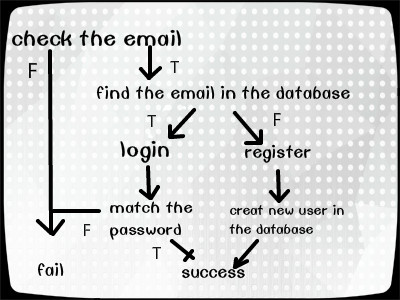 check the email
F
T
find the email in the database
T
F
login
register
match the
password
creat new user in
the database
F
T
fail
success